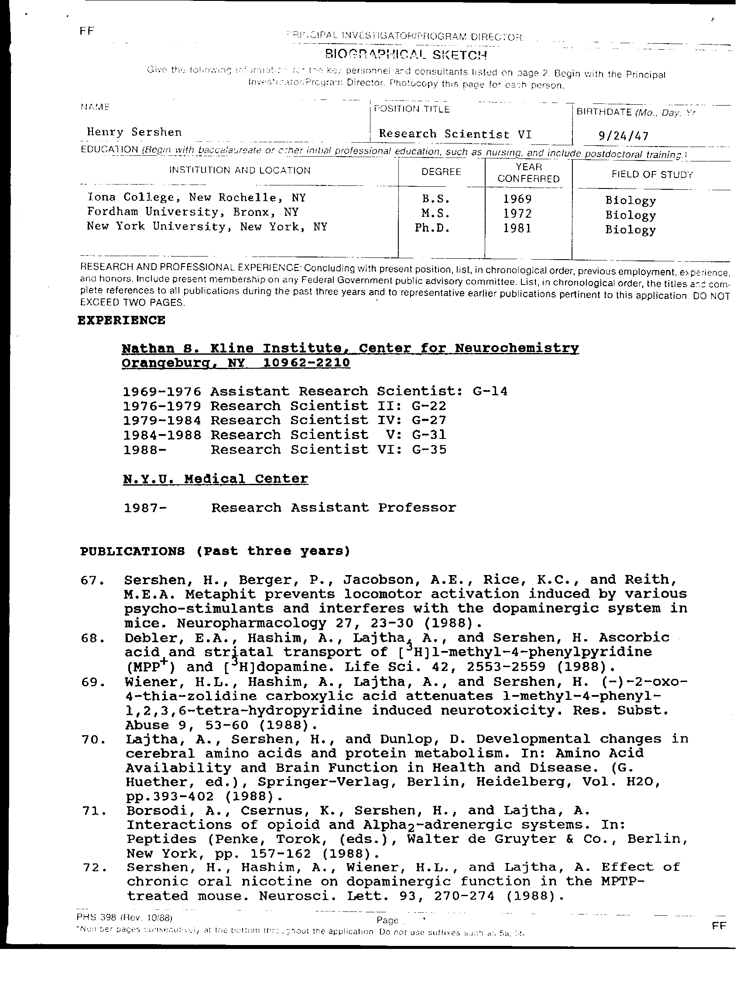 FF
PRINCIPAL INVESTIGATOR/PROGRAM DIRECTOR:
BIOGRAPHICAL SKETCH
Give the following information for the key personnel and consultants listed on page 2. Begin with the Principal
Investigator/Program Director. Photocopy this page for each person.
NAME POSITION TITLE BIRTHDATE (Mo., Day, Yr.
Henry Sershen Research Scientist VI 9/24/47
EDUCATION (Begin with baccalaureate or other initial professional education, such as nursing, and include postdoctoral training.)
INSTITUTION AND LOCATION DEGREE YEAR CONFERRED FIELD OF STUDY
Iona College, New Rochelle, NY B.S. 1969 Biology
Fordham University, Bronx, NY M.S. 1972 Biology
New York University, New York, NY Ph.D. 1981 Biology
RESEARCH AND PROFESSIONAL EXPERIENCE: Concluding with present position, list, in chronological order, previous employment, experience,
and honors. Include present membership on any Federal Government public advisory committee. List, in chronological order, the titles and com-
plete references to all publications during the past three years and to representative earlier publications pertinent to this application. DO NOT
EXCEED TWO PAGES.
EXPERIENCE
Nathan S. Kline Institute, Center for Neurochemistry
Orangeburg, NY 10962-2210
1969-1976 Assistant Research Scientist: G-14
1976-1979 Research Scientist II: G-22
1979-1984 Research Scientist IV: G-27
1984-1988 Research Scientist V: G-31
1988- Research Scientist VI: G-35
N.Y.U. Medical Center
1987- Research Assistant Professor
PUBLICATIONS (Past three years)
67. Sershen, H., Berger, P., Jacobson, A.E., Rice, K.C., and Reith,
M.E.A. Metaphit prevents locomotor activation induced by various
psycho-stimulants and interferes with the dopaminergic system in
mice. Neuropharmacology 27, 23-30 (1988).
68. Debler, E.A., Hashim, A., Lajtha, A., and Sershen, H. Ascorbic
acid and striatal transport of [³H]1-methyl-4-phenylpyridine
(MPP⁺) and [³H]dopamine. Life Sci. 42, 2553-2559 (1988).
69. Wiener, H.L., Hashim, A., Lajtha, A., and Sershen, H. (-)-2-oxo-
4-thia-zolidine carboxylic acid attenuates 1-methyl-4-phenyl-
1,2,3,6-tetra-hydropyridine induced neurotoxicity. Res. Subst.
Abuse 9, 53-60 (1988).
70. Lajtha, A., Sershen, H., and Dunlop, D. Developmental changes in
cerebral amino acids and protein metabolism. In: Amino Acid
Availability and Brain Function in Health and Disease. (G.
Huether, ed.), Springer-Verlag, Berlin, Heidelberg, Vol. H20,
pp.393-402 (1988).
71. Borsodi, A., Csernus, K., Sershen, H., and Lajtha, A.
Interactions of opioid and Alpha₂-adrenergic systems. In:
Peptides (Penke, Torok, (eds.), Walter de Gruyter & Co., Berlin,
New York, pp. 157-162 (1988).
72. Sershen, H., Hashim, A., Wiener, H.L., and Lajtha, A. Effect of
chronic oral nicotine on dopaminergic function in the MPTP-
treated mouse. Neurosci. Lett. 93, 270-274 (1988).
PHS 398 (Rev. 10/88) Page
*Number pages consecutively at the bottom throughout the application. Do not use suffixes such as 5a, 5b.
FF